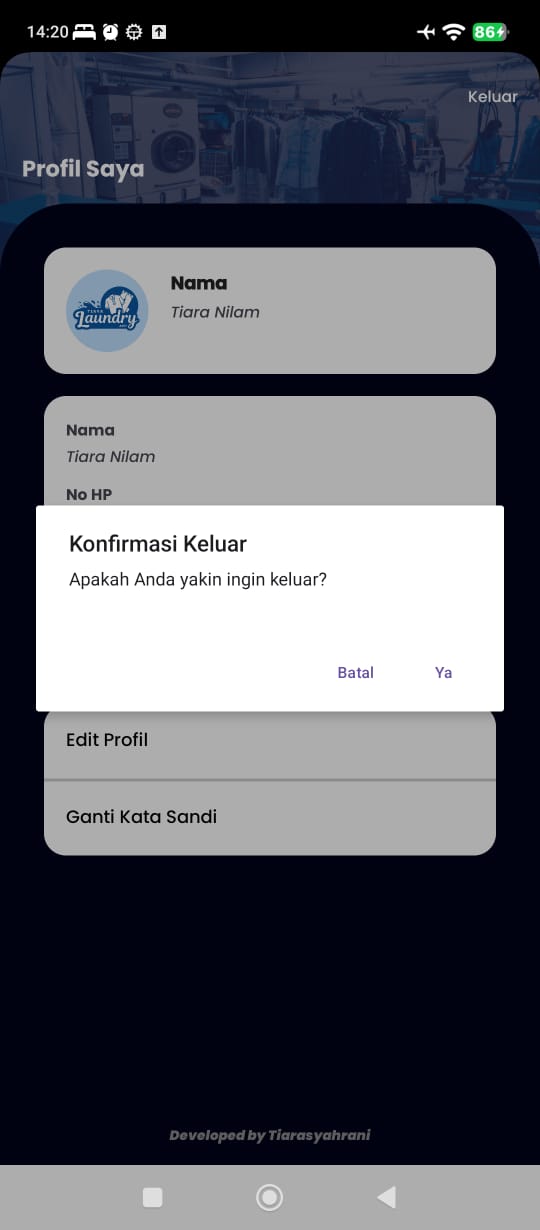 14:20
86
Keluar
Profil Saya
Nama
Tiara Nilam
TIARA
Laundry
Nama
Tiara Nilam
No HP
Konfirmasi Keluar
Apakah Anda yakin ingin keluar?
Batal
Ya
Edit Profil
Ganti Kata Sandi
Developed by Tiarasyahrani